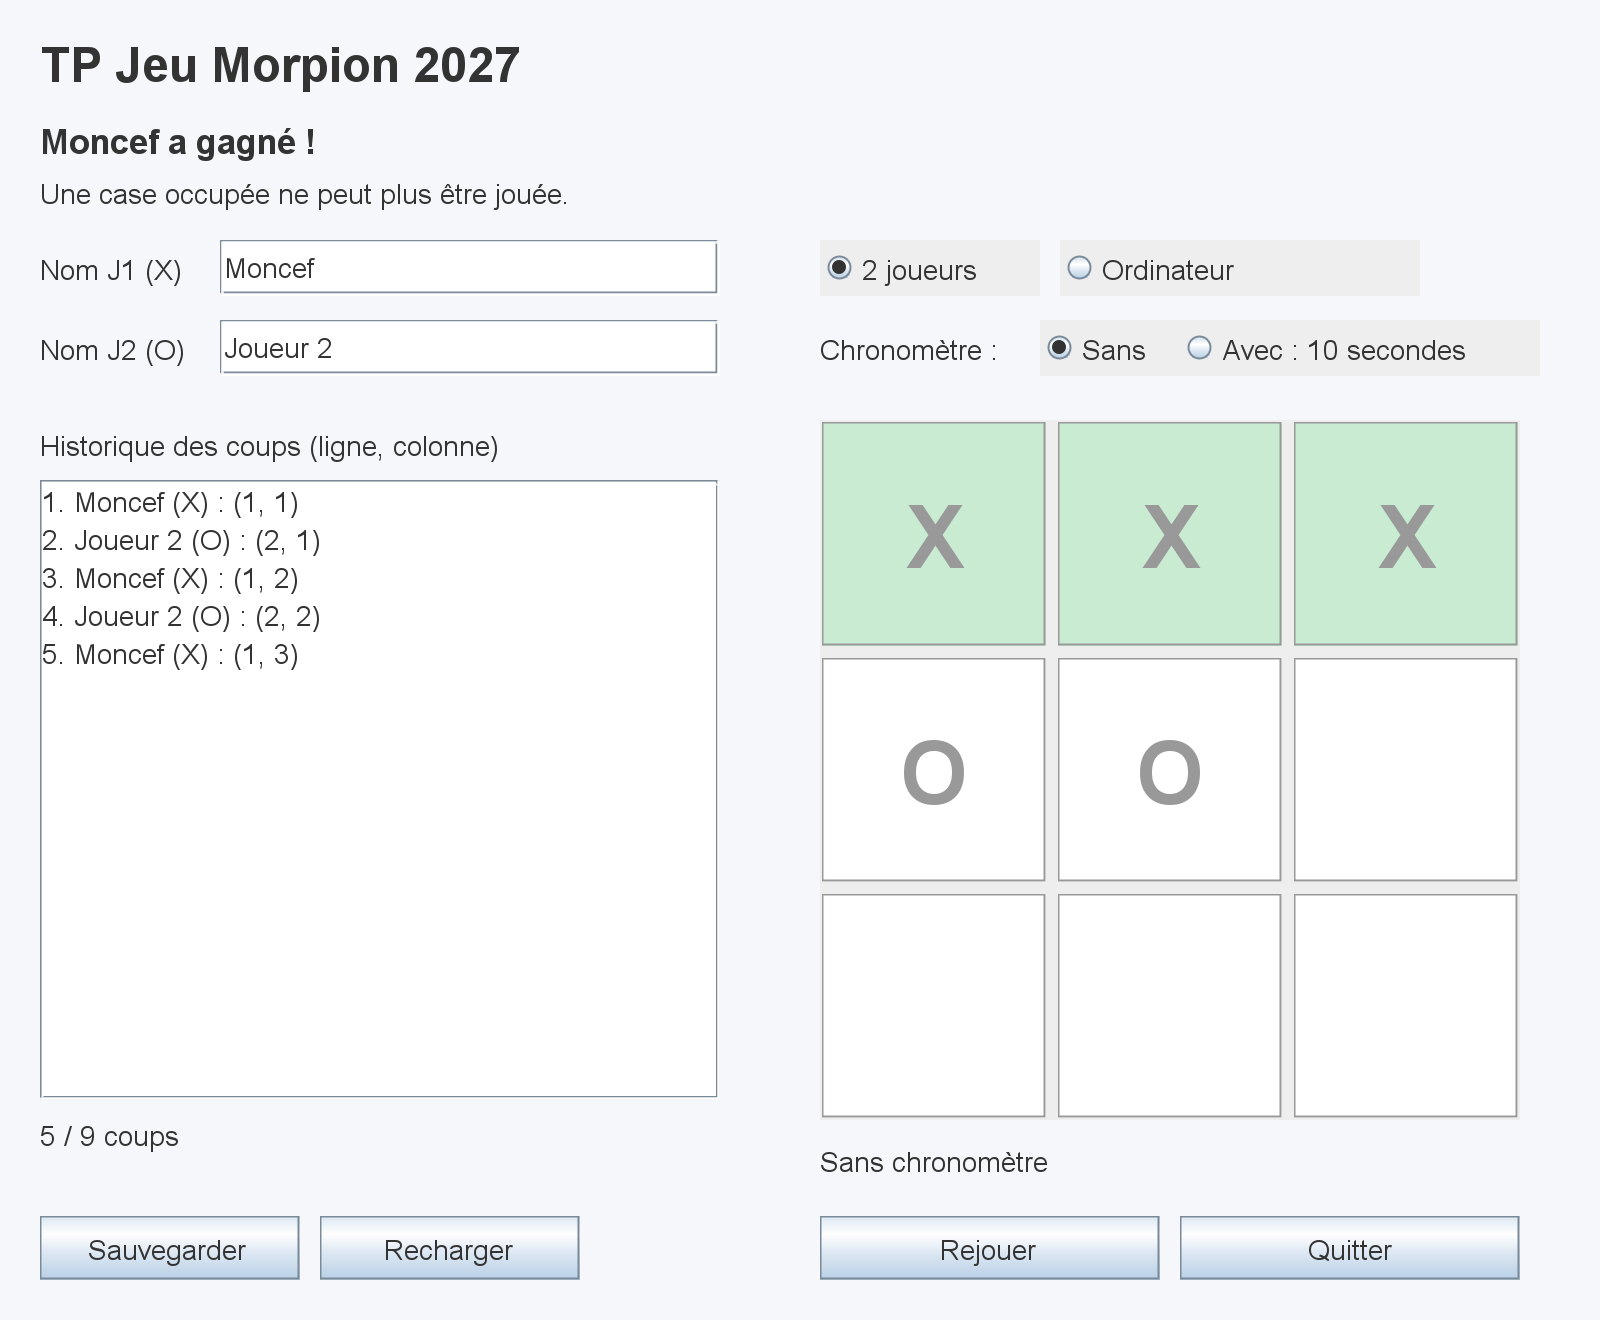 TP Jeu Morpion 2027
Moncef a gagné !
Une case occupée ne peut plus être jouée.
Nom J1 (X) Moncef
2 joueurs Ordinateur
Nom J2 (O) Joueur 2
Chronomètre : Sans Avec : 10 secondes
Historique des coups (ligne, colonne)
1. Moncef (X) : (1, 1)
2. Joueur 2 (O) : (2, 1)
3. Moncef (X) : (1, 2)
4. Joueur 2 (O) : (2, 2)
5. Moncef (X) : (1, 3)
5 / 9 coups
X X X
O O
Sans chronomètre
Sauvegarder Recharger
Rejouer Quitter